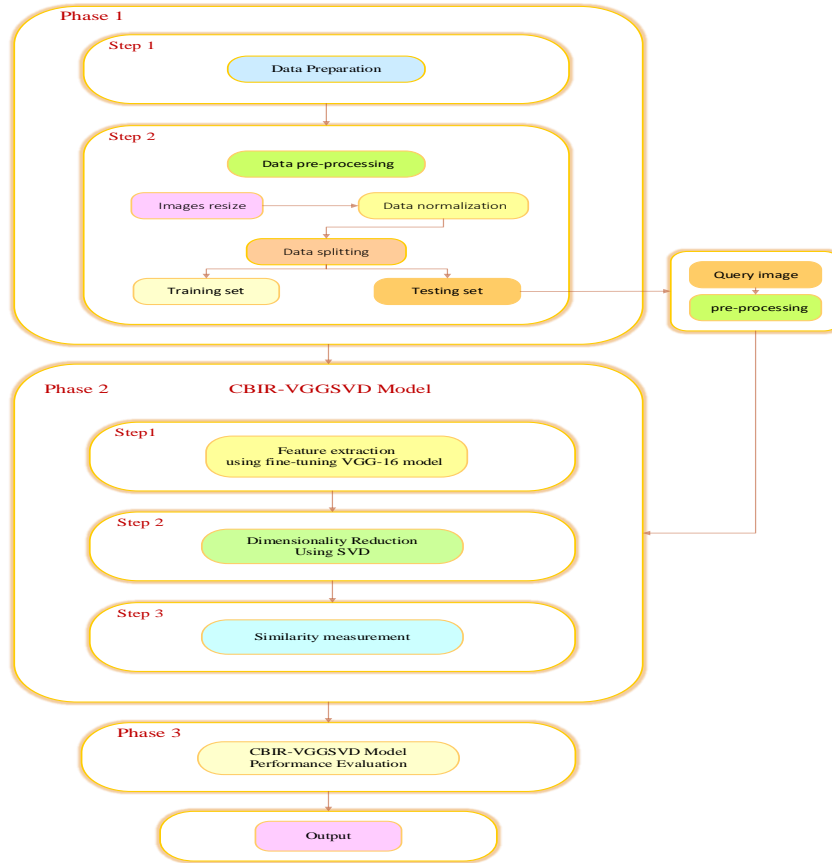 Phase 1
Step 1
Data Preparation
Step 2
Data pre-processing
Images resize
Data normalization
Data splitting
Training set
Testing set
Query image
pre-processing
Phase 2
CBIR-VGGSVD Model
Step1
Feature extraction
using fine-tuning VGG-16 model
Step 2
Dimensionality Reduction
Using SVD
Step 3
Similarity measurement
Phase 3
CBIR-VGGSVD Model
Performance Evaluation
Output